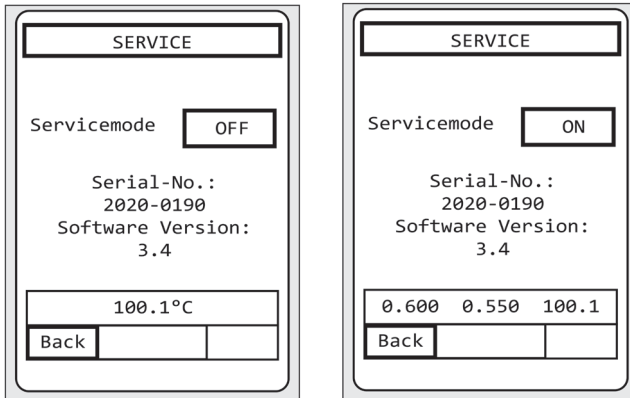 SERVICE
Servicemode OFF
Serial-No.:
2020-0190
Software Version:
3.4
100.1°C
Back
SERVICE
Servicemode ON
Serial-No.:
2020-0190
Software Version:
3.4
0.600 0.550 100.1
Back